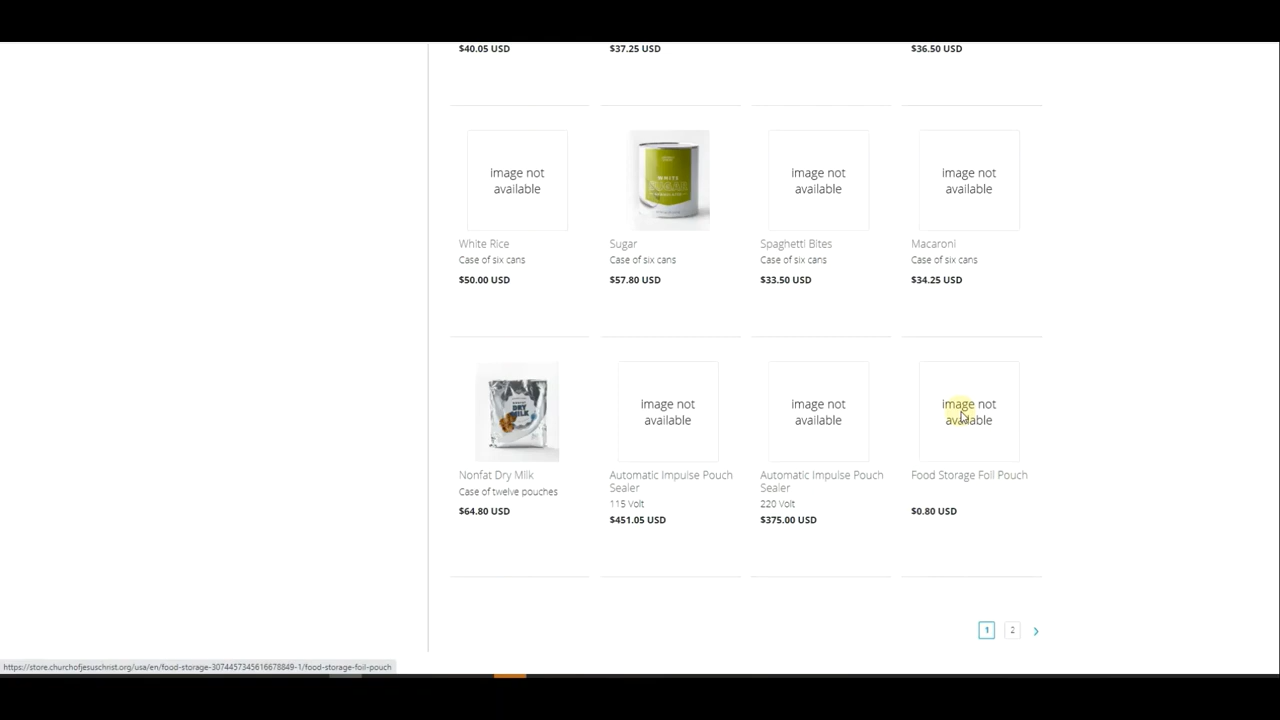 $40.05 USD
$37.25 USD
$36.50 USD
image not
available
WHITE
image not
available
image not
available
White Rice
Case of six cans
$50.00 USD
Sugar
Case of six cans
$57.80 USD
Spaghetti Bites
Case of six cans
$33.50 USD
Macaroni
Case of six cans
$34.25 USD
DRY
MILK
image not
available
image not
available
image not
available
Nonfat Dry Milk
Case of twelve pouches
$64.80 USD
Automatic Impulse Pouch
Sealer
115 Volt
$451.05 USD
Automatic Impulse Pouch
Sealer
220 Volt
$375.00 USD
Food Storage Foil Pouch
$0.80 USD
1
2
https://store.churchofjesuschrist.org/usa/en/food-storage-3074457345616678849-1/food-storage-foil-pouch